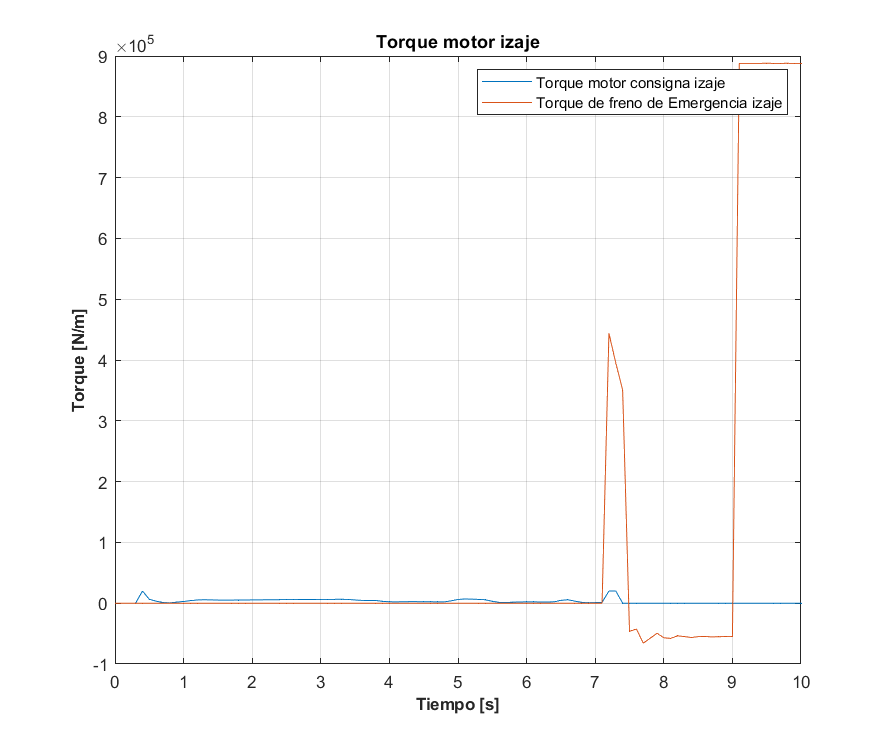 Torque motor izaje
×10^5
Torque motor consigna izaje
Torque de freno de Emergencia izaje
9
8
7
6
5
4
3
2
1
0
-1
Torque [N/m]
0 1 2 3 4 5 6 7 8 9 10
Tiempo [s]